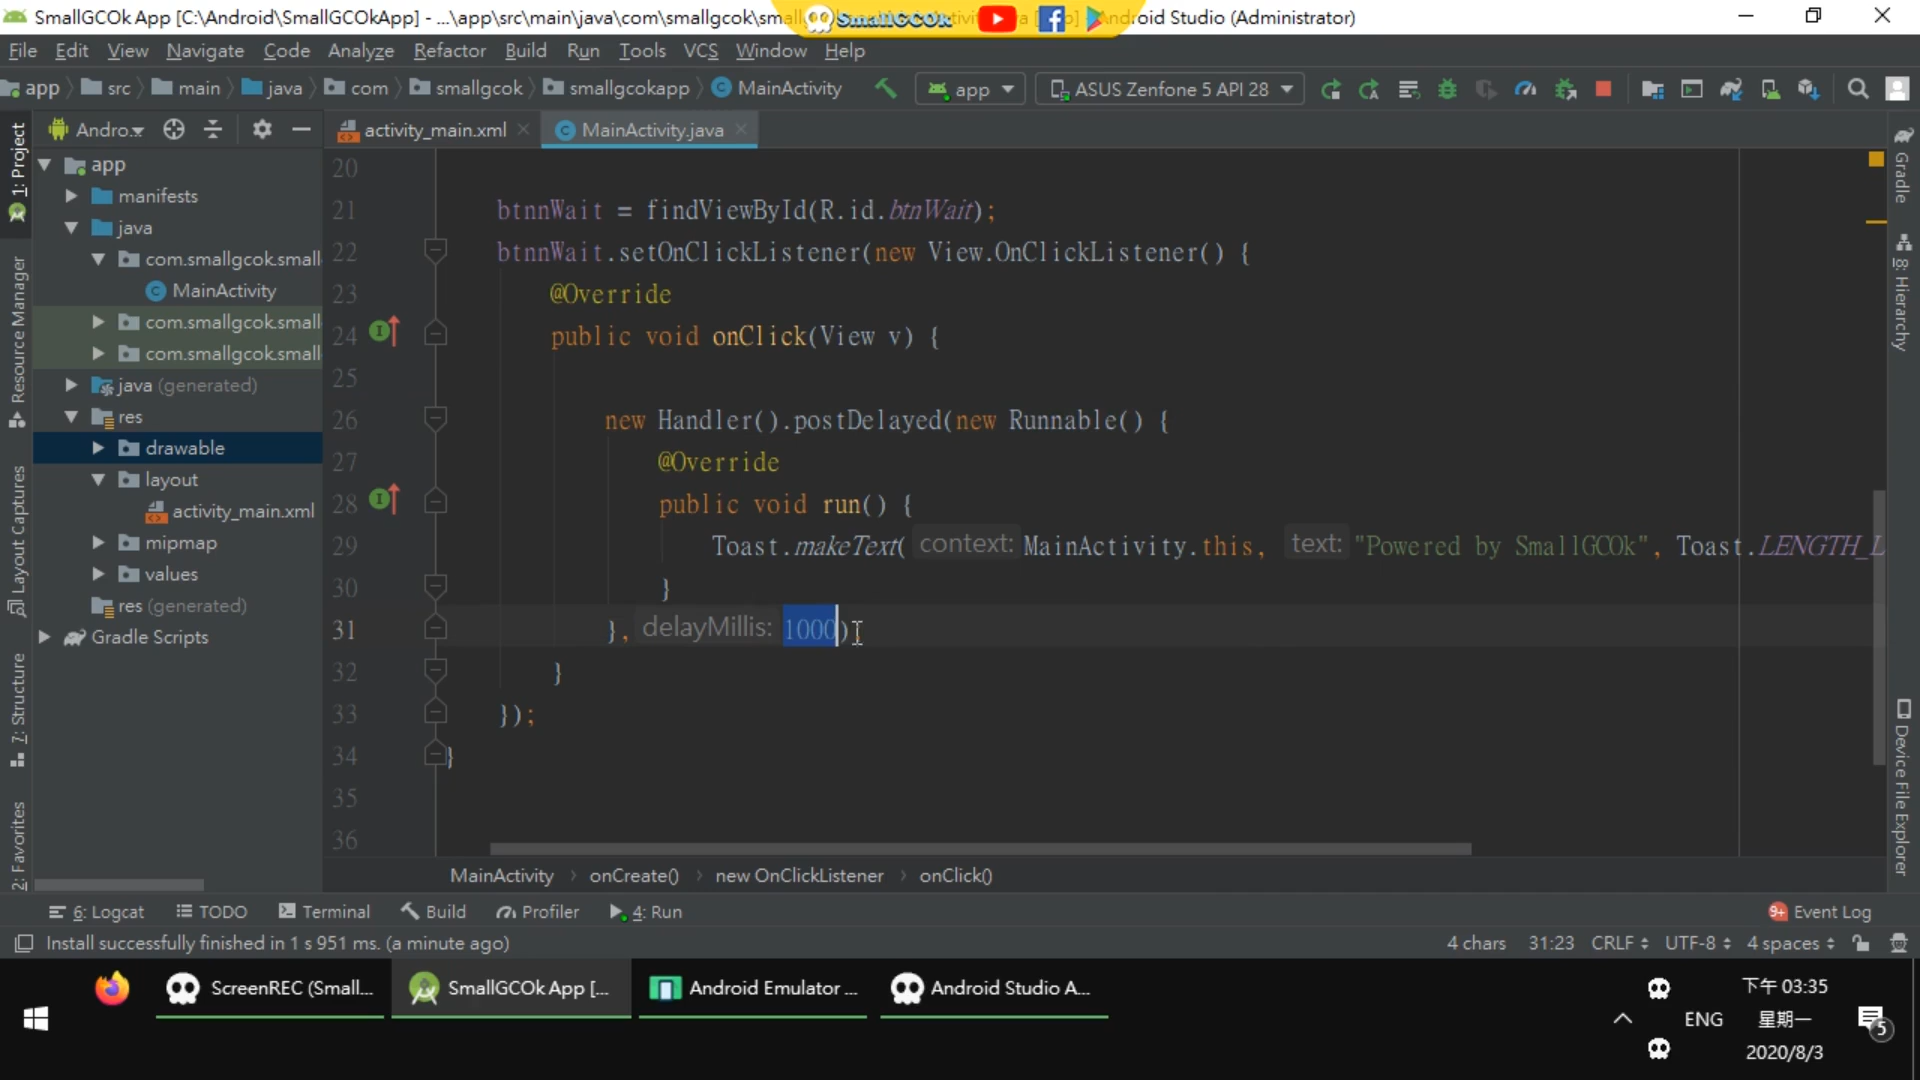 SmallGCOk App [C:\Android\SmallGCOkApp] - ...\app\src\main\java\com\smallgcok\small
SmallGCOk
Android Studio (Administrator)
File Edit View Navigate Code Analyze Refactor Build Run Tools VCS Window Help
app src main java com smallgcok smallgcokapp MainActivity
app
ASUS Zenfone 5 API 28
Andro...
activity_main.xml
MainActivity.java
1: Project
Resource Manager
Layout Captures
7: Structure
2: Favorites
app
manifests
java
com.smallgcok.small
MainActivity
com.smallgcok.small
com.smallgcok.small
java (generated)
res
drawable
layout
activity_main.xml
mipmap
values
res (generated)
Gradle Scripts
20
21 btnnWait = findViewById(R.id.btnWait);
22 btnnWait.setOnClickListener(new View.OnClickListener() {
23 @Override
24 public void onClick(View v) {
25
26 new Handler().postDelayed(new Runnable() {
27 @Override
28 public void run() {
29 Toast.makeText( context: MainActivity.this, text: "Powered by SmallGCOk", Toast.LENGTH_L
30 }
31 }, delayMillis: 1000)
32 }
33 });
34 }
35
36
Gradle
8: Hierarchy
Device File Explorer
MainActivity › onCreate() › new OnClickListener › onClick()
6: Logcat TODO Terminal Build Profiler 4: Run
9+ Event Log
Install successfully finished in 1 s 951 ms. (a minute ago)
4 chars 31:23 CRLF UTF-8 4 spaces
ScreenREC (Small...
SmallGCOk App [...
Android Emulator ...
Android Studio A...
ENG
下午 03:35
星期一
2020/8/3
5